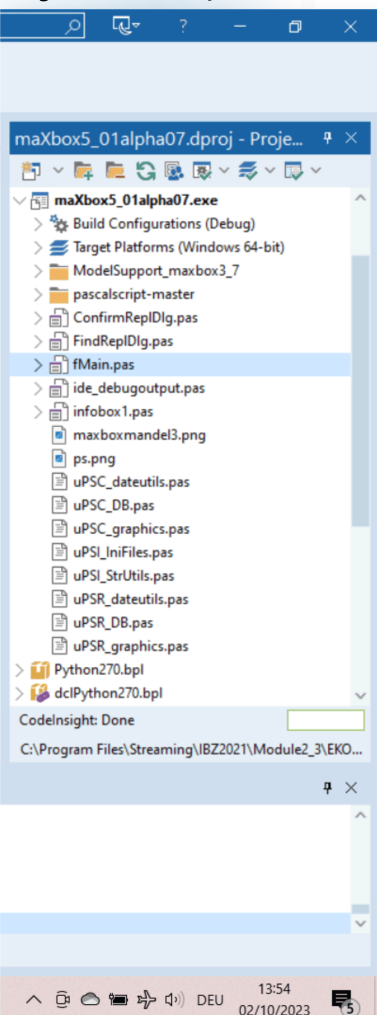 ?
maXbox5_01alpha07.dproj - Proje...
maXbox5_01alpha07.exe
Build Configurations (Debug)
Target Platforms (Windows 64-bit)
ModelSupport_maxbox3_7
pascalscript-master
ConfirmReplDlg.pas
FindReplDlg.pas
fMain.pas
ide_debugoutput.pas
infobox1.pas
maxboxmandel3.png
ps.png
uPSC_dateutils.pas
uPSC_DB.pas
uPSC_graphics.pas
uPSI_IniFiles.pas
uPSI_StrUtils.pas
uPSR_dateutils.pas
uPSR_DB.pas
uPSR_graphics.pas
Python270.bpl
dclPython270.bpl
CodeInsight: Done
C:\Program Files\Streaming\IBZ2021\Module2_3\EKO...
DEU
13:54
02/10/2023
5